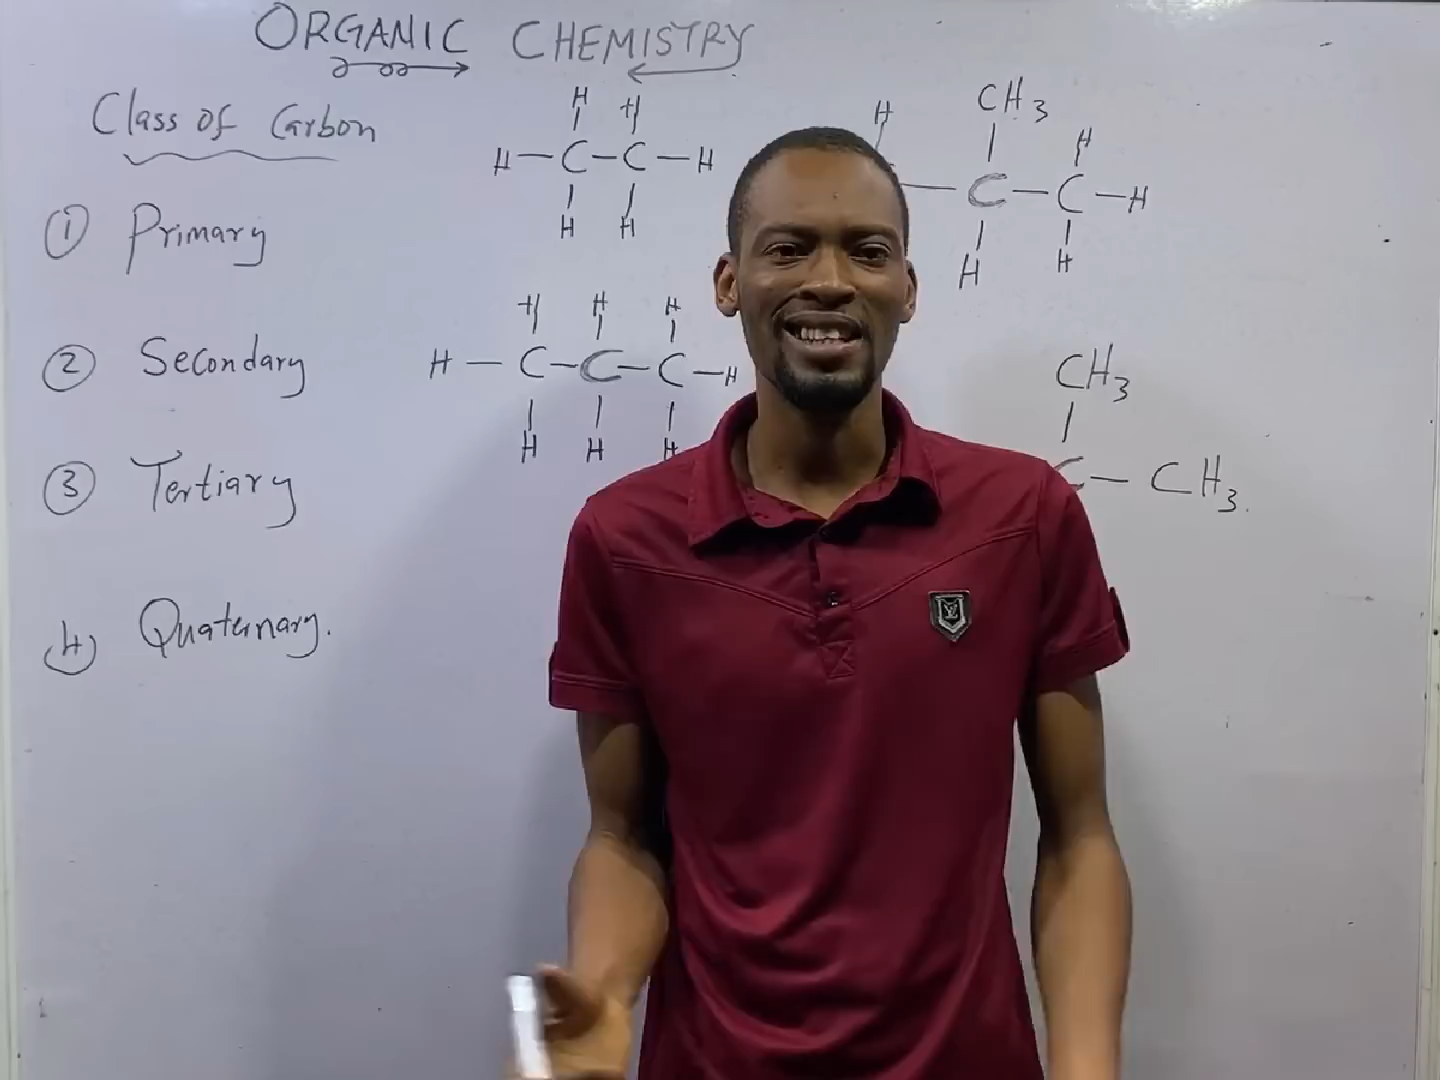 ORGANIC CHEMISTRY
Class of Carbon
① Primary
② Secondary
③ Tertiary
④ Quaternary.
H H
H—C—C—H
H H
H CH3 H
—C—C—H
H H
H H H
H—C—C—C—H
H H H
CH3
C—CH3.